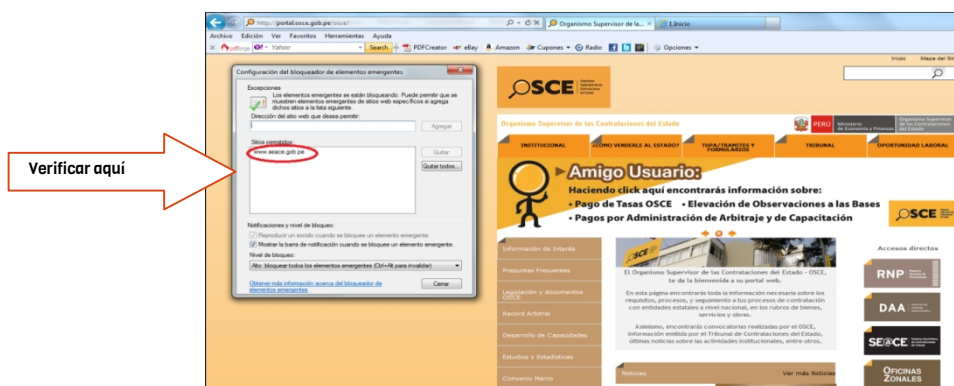 http://portal.osce.gob.pe/osce/
Organismo Supervisor de la...
1.Inicio
Archivo Edición Ver Favoritos Herramientas Ayuda
pdfforge Yahoo Search PDFCreator eBay Amazon Cupones Radio Opciones
Inicio Mapa del Sit
Configuración del bloqueador de elementos emergentes
Excepciones
Los elementos emergentes se están bloqueando. Puede permitir que se
muestren elementos emergentes de sitios web específicos si agrega
dichos sitios a la lista siguiente.
Dirección del sitio web que desea permitir:
Agregar
Sitios permitidos:
www.seace.gob.pe
Quitar
Quitar todos...
Notificaciones y nivel de bloqueo:
Reproducir un sonido cuando se bloquee un elemento emergente.
Mostrar la barra de notificación cuando se bloquee un elemento emergente.
Nivel de bloqueo:
Alto: bloquear todos los elementos emergentes (Ctrl+Alt para invalidar)
Obtener más información acerca del bloqueador de
elementos emergentes
Cerrar
Verificar aquí
OSCE
Organismo Supervisor de las Contrataciones del Estado
PERÚ
Ministerio
de Economía y Finanzas
Organismo Supervisor
de las Contrataciones
del Estado
INSTITUCIONAL
¿COMO VENDERLE AL ESTADO?
TUPA/TRAMITES Y
FORMULARIOS
TRIBUNAL
OPORTUNIDAD LABORAL
Amigo Usuario:
Haciendo click aquí encontrarás información sobre:
• Pago de Tasas OSCE • Elevación de Observaciones a las Bases
• Pagos por Administración de Arbitraje y de Capacitación
OSCE
Información de Interés
Preguntas Frecuentes
Legislación y documentos
OSCE
Record Arbitral
Desarrollo de Capacidades
Estudios y Estadísticas
Convenio Marco
OSCE
El Organismo Supervisor de las Contrataciones del Estado - OSCE,
te da la bienvenida a su portal web.
En esta página encontrarás toda la información necesaria sobre los
requisitos, procesos, y seguimiento a tus procesos de contratación
con entidades estatales a nivel nacional, en los rubros de bienes,
servicios y obras.
Asimismo, encontrarás convocatorias realizadas por el OSCE,
información emitida por el Tribunal de Contrataciones del Estado,
últimas noticias sobre las actividades institucionales, entre otros.
Noticias
Ver más Noticias
Accesos directos
RNP
DAA
SE@CE
OFICINAS
ZONALES